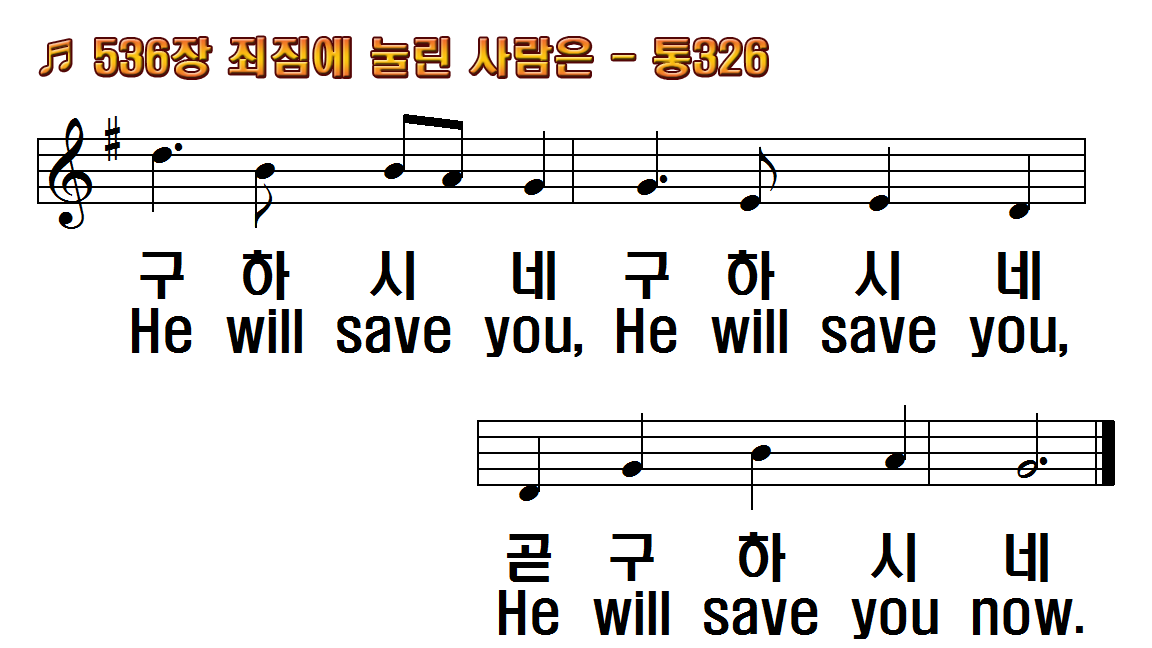 ♬ 536장 죄짐에 눌린 사람은 - 통326
구 하 시 네 구 하 시 네
He will save you, He will save you,
곧 구 하 시 네
He will save you now.